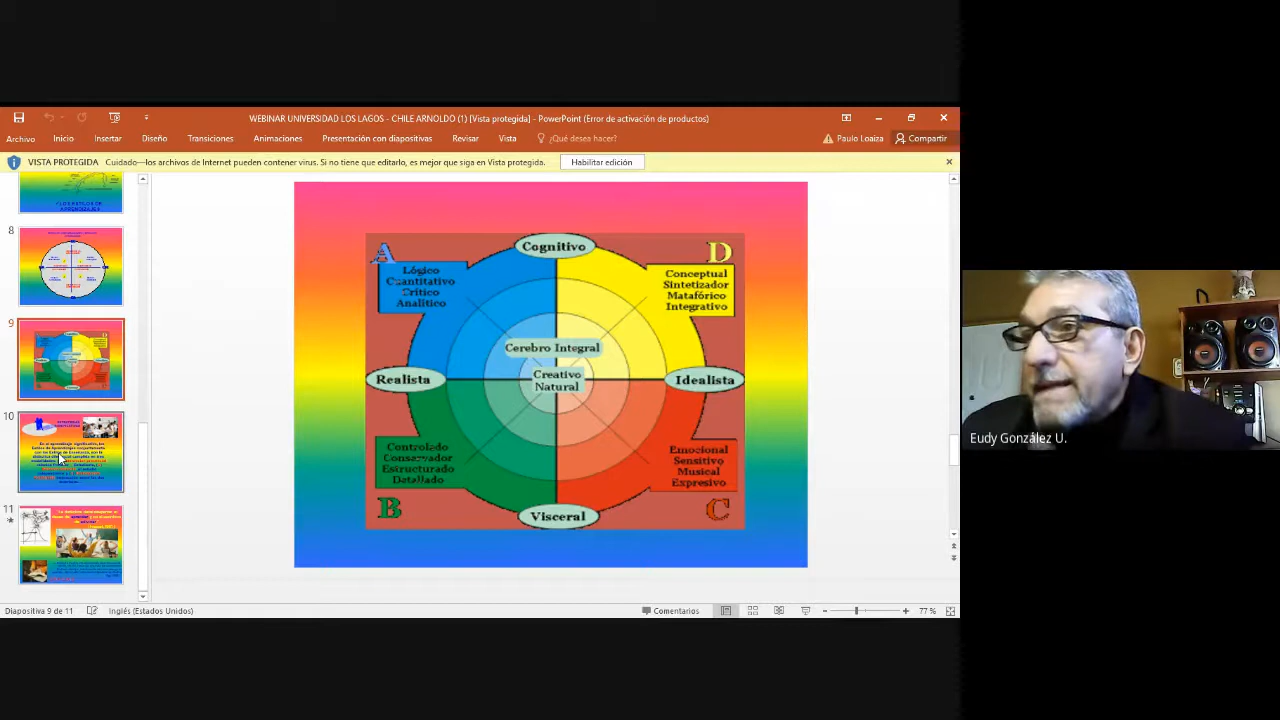 WEBINAR UNIVERSIDAD LOS LAGOS - CHILE ARNOLDO (1) [Vista protegida] - PowerPoint (Error de activación de productos)
Archivo Inicio Insertar Diseño Transiciones Animaciones Presentación con diapositivas Revisar Vista ¿Qué desea hacer? Paulo Loaiza Compartir
VISTA PROTEGIDA Cuidado—los archivos de Internet pueden contener virus. Si no tiene que editarlo, es mejor que siga en Vista protegida. Habilitar edición
8
9
10
11
A
Cognitivo
D
Lógico
Cuantitativo
Crítico
Analítico
Conceptual
Sintetizador
Matafórico
Integrativo
Cerebro Integral
Realista
Creativo
Natural
Idealista
Controlado
Conservador
Estructurado
Detallado
Emocional
Sensitivo
Musical
Expresivo
B
Visceral
C
Eudy González U.
Diapositiva 9 de 11 Inglés (Estados Unidos) Comentarios 77 %